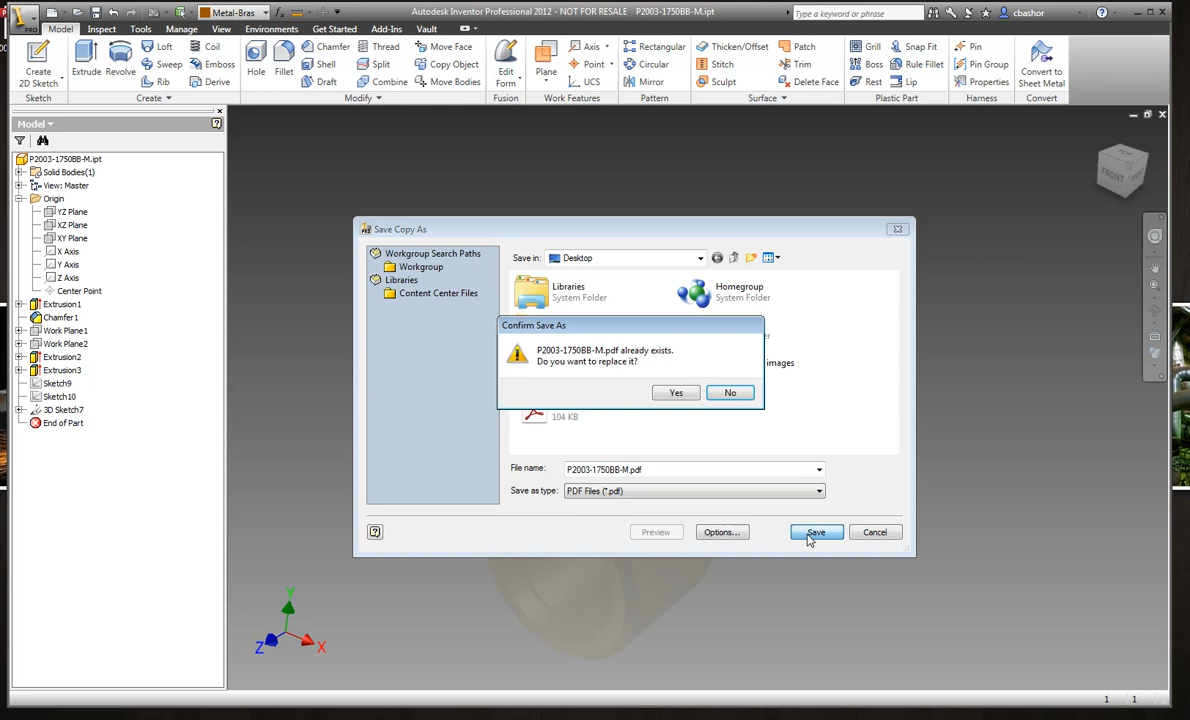 PRO
Metal-Bras
Autodesk Inventor Professional 2012 - NOT FOR RESALE P2003-1750BB-M.ipt
Type a keyword or phrase
cbashor
Model Inspect Tools Manage View Environments Get Started Add-Ins Vault
Create 2D Sketch
Extrude
Revolve
Loft
Sweep
Rib
Coil
Emboss
Derive
Hole
Fillet
Chamfer
Shell
Draft
Thread
Split
Combine
Move Face
Copy Object
Move Bodies
Edit Form
Plane
Axis
Point
UCS
Rectangular
Circular
Mirror
Thicken/Offset
Stitch
Sculpt
Patch
Trim
Delete Face
Grill
Boss
Rest
Snap Fit
Rule Fillet
Lip
Pin
Pin Group
Properties
Convert to Sheet Metal
Sketch Create Modify Fusion Work Features Pattern Surface Plastic Part Harness Convert
Model
P2003-1750BB-M.ipt
Solid Bodies(1)
View: Master
Origin
YZ Plane
XZ Plane
XY Plane
X Axis
Y Axis
Z Axis
Center Point
Extrusion1
Chamfer1
Work Plane1
Work Plane2
Extrusion2
Extrusion3
Sketch9
Sketch10
3D Sketch7
End of Part
TOP
FRONT
Save Copy As
Workgroup Search Paths
Workgroup
Libraries
Content Center Files
Save in: Desktop
Libraries
System Folder
Homegroup
System Folder
Confirm Save As
P2003-1750BB-M.pdf already exists.
Do you want to replace it?
Yes No
images
104 KB
File name: P2003-1750BB-M.pdf
Save as type: PDF Files (*.pdf)
Preview Options... Save Cancel
Y
Z
X
1 1